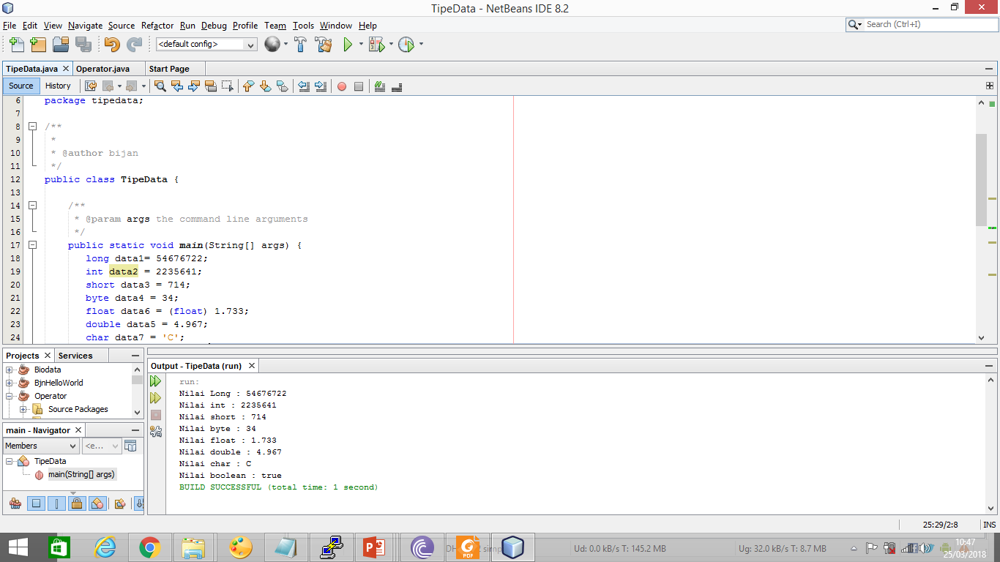 TipeData - NetBeans IDE 8.2
File Edit View Navigate Source Refactor Run Debug Profile Team Tools Window Help
Search (Ctrl+I)
<default config>
TipeData.java Operator.java Start Page
Source History
6 package tipedata;
7
8 /**
9 *
10 * @author bijan
11 */
12 public class TipeData {
13
14 /**
15 * @param args the command line arguments
16 */
17 public static void main(String[] args) {
18 long data1= 54676722;
19 int data2 = 2235641;
20 short data3 = 714;
21 byte data4 = 34;
22 float data6 = (float) 1.733;
23 double data5 = 4.967;
24 char data7 = 'C';
Projects Services
Biodata
BjnHelloWorld
Operator
Source Packages
main - Navigator
Members <e...
TipeData
main(String[] args)
Output - TipeData (run)
run:
Nilai Long : 54676722
Nilai int : 2235641
Nilai short : 714
Nilai byte : 34
Nilai float : 1.733
Nilai double : 4.967
Nilai char : C
Nilai boolean : true
BUILD SUCCESSFUL (total time: 1 second)
25:29/2:8 INS
PDF
Ud: 0.0 kB/s T: 145.2 MB
Ug: 32.0 kB/s T: 8.7 MB
10:47
25/03/2018